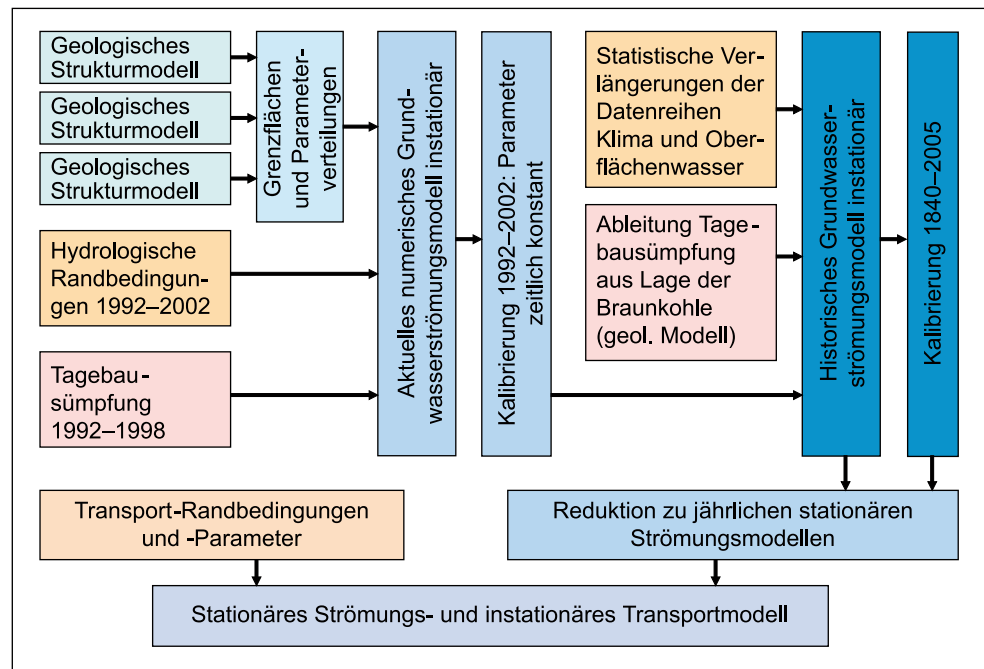 Geologisches
Strukturmodell
Geologisches
Strukturmodell
Geologisches
Strukturmodell
Grenzflächen
und Parameter-
verteilungen
Hydrologische
Randbedingun-
gen 1992–2002
Tagebau-
sümpfung
1992–1998
Aktuelles numerisches Grund-
wasserströmungsmodell instationär
Kalibrierung 1992–2002: Parameter
zeitlich konstant
Statistische Ver-
längerungen der
Datenreihen
Klima und Ober-
flächenwasser
Ableitung Tage-
bausümpfung
aus Lage der
Braunkohle
(geol. Modell)
Historisches Grundwasser-
strömungsmodell instationär
Kalibrierung 1840–2005
Transport-Randbedingungen
und -Parameter
Reduktion zu jährlichen stationären
Strömungsmodellen
Stationäres Strömungs- und instationäres Transportmodell